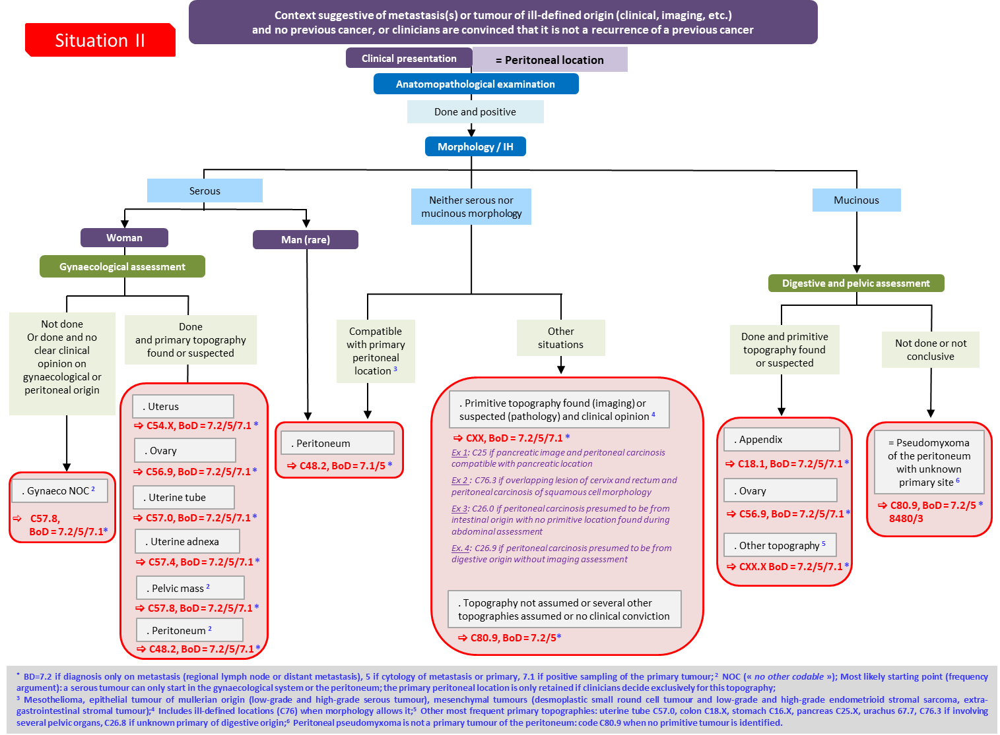 Context suggestive of metastasis(s) or tumour of ill-defined origin (clinical, imaging, etc.)
and no previous cancer, or clinicians are convinced that it is not a recurrence of a previous cancer
Situation II
Clinical presentation
= Peritoneal location
Anatomopathological examination
Done and positive
Morphology / IH
Serous
Neither serous nor
mucinous morphology
Mucinous
Woman
Man (rare)
Gynaecological assessment
Digestive and pelvic assessment
Not done
Or done and no
clear clinical
opinion on
gynaecological or
peritoneal origin
Done
and primary topography
found or suspected
Compatible
with primary
peritoneal
location 3
Other
situations
Done and primitive
topography found
or suspected
Not done or not
conclusive
. Gynaeco NOC 2
⇨ C57.8,
BoD = 7.2/5/7.1*
. Uterus
⇨ C54.X, BoD = 7.2/5/7.1 *
. Ovary
⇨ C56.9, BoD = 7.2/5/7.1 *
. Uterine tube
⇨ C57.0, BoD = 7.2/5/7.1 *
. Uterine adnexa
⇨ C57.4, BoD = 7.2/5/7.1 *
. Pelvic mass 2
⇨ C57.8, BoD = 7.2/5/7.1 *
. Peritoneum 2
⇨ C48.2, BoD = 7.2/5/7.1 *
. Peritoneum
⇨ C48.2, BoD = 7.1/5 *
. Primitive topography found (imaging) or
suspected (pathology) and clinical opinion 4
⇨ CXX, BoD = 7.2/5/7.1 *
Ex 1: C25 if pancreatic image and peritoneal carcinosis
compatible with pancreatic location
Ex 2 : C76.3 if overlapping lesion of cervix and rectum and
peritoneal carcinosis of squamous cell morphology
Ex 3: C26.0 if peritoneal carcinosis presumed to be from
intestinal origin with no primitive location found during
abdominal assessment
Ex. 4: C26.9 if peritoneal carcinosis presumed to be from
digestive origin without imaging assessment
. Topography not assumed or several other
topographies assumed or no clinical conviction
⇨ C80.9, BoD = 7.2/5*
. Appendix
⇨ C18.1, BoD = 7.2/5/7.1 *
. Ovary
⇨ C56.9, BoD = 7.2/5/7.1 *
. Other topography 5
⇨ CXX.X BoD = 7.2/5/7.1 *
= Pseudomyxoma
of the peritoneum
with unknown
primary site 6
⇨ C80.9, BoD = 7.2/5 *
8480/3
* BD=7.2 if diagnosis only on metastasis (regional lymph node or distant metastasis), 5 if cytology of metastasis or primary, 7.1 if positive sampling of the primary tumour; 2 NOC (« no other codable »); Most likely starting point (frequency
argument): a serous tumour can only start in the gynaecological system or the peritoneum; the primary peritoneal location is only retained if clinicians decide exclusively for this topography;
3 Mesothelioma, epithelial tumour of mullerian origin (low-grade and high-grade serous tumour), mesenchymal tumours (desmoplastic small round cell tumour and low-grade and high-grade endometrioid stromal sarcoma, extra-
gastrointestinal stromal tumour);4 Includes ill-defined locations (C76) when morphology allows it;5 Other most frequent primary topographies: uterine tube C57.0, colon C18.X, stomach C16.X, pancreas C25.X, urachus 67.7, C76.3 if involving
several pelvic organs, C26.8 if unknown primary of digestive origin;6 Peritoneal pseudomyxoma is not a primary tumour of the peritoneum: code C80.9 when no primitive tumour is identified.